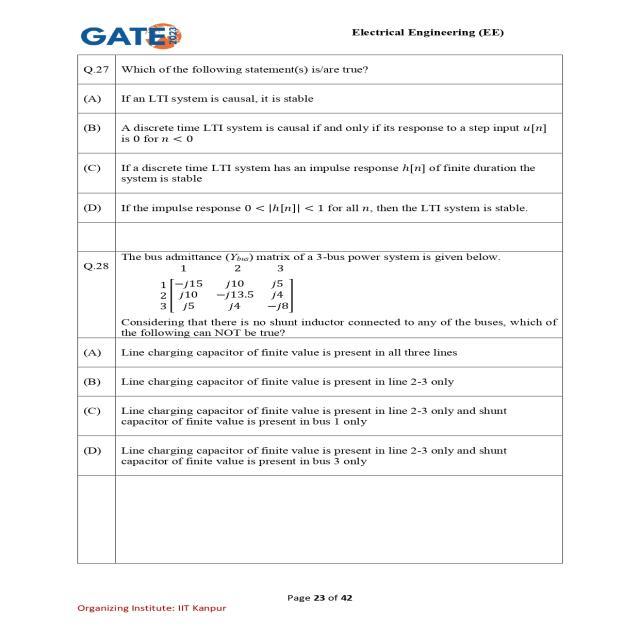 GATE 2023
Electrical Engineering (EE)
Q.27 Which of the following statement(s) is/are true?
(A) If an LTI system is causal, it is stable
(B) A discrete time LTI system is causal if and only if its response to a step input u[n]
is 0 for n < 0
(C) If a discrete time LTI system has an impulse response h[n] of finite duration the
system is stable
(D) If the impulse response 0 < |h[n]| < 1 for all n, then the LTI system is stable.
Q.28 The bus admittance (Ybus) matrix of a 3-bus power system is given below.
1 2 3
1 [−j15 j10 j5
2 j10 −j13.5 j4
3 j5 j4 −j8]
Considering that there is no shunt inductor connected to any of the buses, which of
the following can NOT be true?
(A) Line charging capacitor of finite value is present in all three lines
(B) Line charging capacitor of finite value is present in line 2-3 only
(C) Line charging capacitor of finite value is present in line 2-3 only and shunt
capacitor of finite value is present in bus 1 only
(D) Line charging capacitor of finite value is present in line 2-3 only and shunt
capacitor of finite value is present in bus 3 only
Page 23 of 42
Organizing Institute: IIT Kanpur